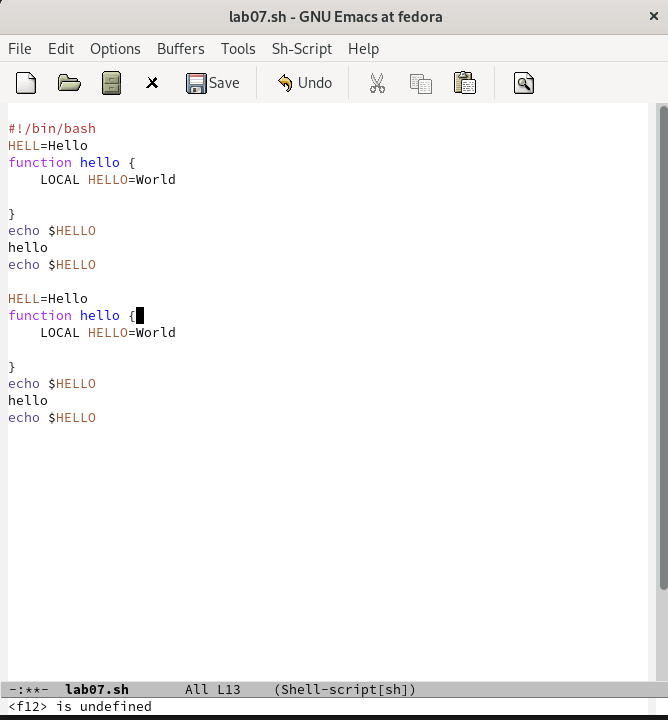 lab07.sh - GNU Emacs at fedora
File Edit Options Buffers Tools Sh-Script Help
Save Undo
#!/bin/bash
HELL=Hello
function hello {
    LOCAL HELLO=World
}
echo $HELLO
hello
echo $HELLO
HELL=Hello
function hello {
    LOCAL HELLO=World
}
echo $HELLO
hello
echo $HELLO
-:**-  lab07.sh       All L13    (Shell-script[sh])
<f12> is undefined